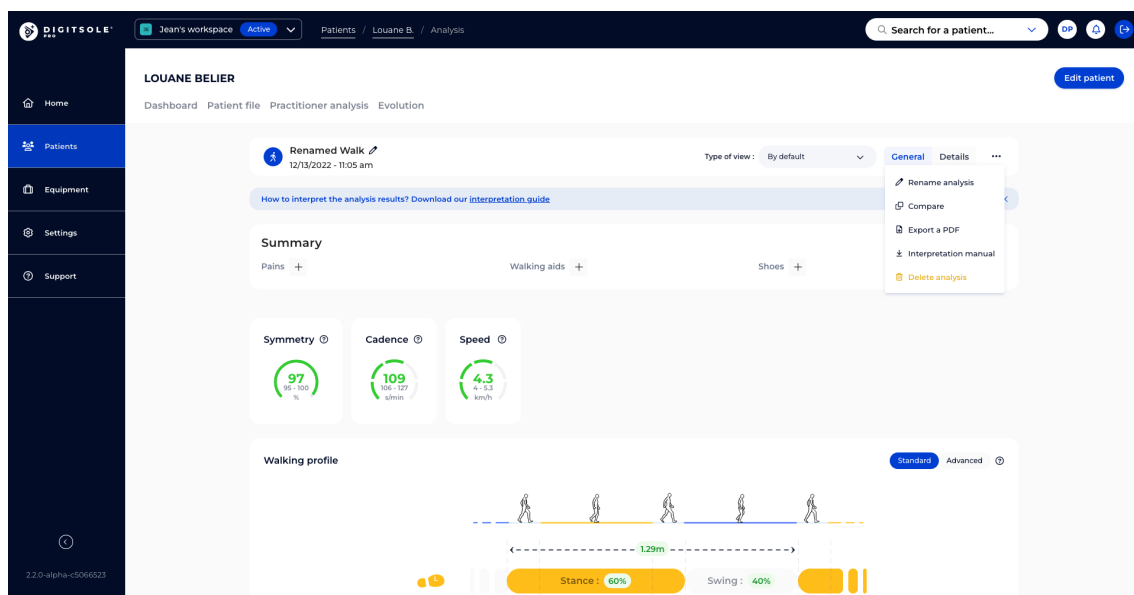 DIGITSOLE®
PRO
Jean's workspace Active
Patients / Louane B. / Analysis
Search for a patient...
DP
LOUANE BELIER
Edit patient
Dashboard Patient file Practitioner analysis Evolution
Home
Patients
Equipment
Settings
Support
2.2.0-alpha-c5066523
Renamed Walk
12/13/2022 - 11:05 am
Type of view : By default
General Details ...
Rename analysis
Compare
Export a PDF
Interpretation manual
Delete analysis
How to interpret the analysis results? Download our interpretation guide
Summary
Pains +
Walking aids +
Shoes +
Symmetry ?
97
95 - 100
%
Cadence ?
109
106 - 127
s/min
Speed ?
4.3
4 - 5.3
km/h
Walking profile
Standard Advanced ?
1.29m
L
Stance : 60%
Swing : 40%